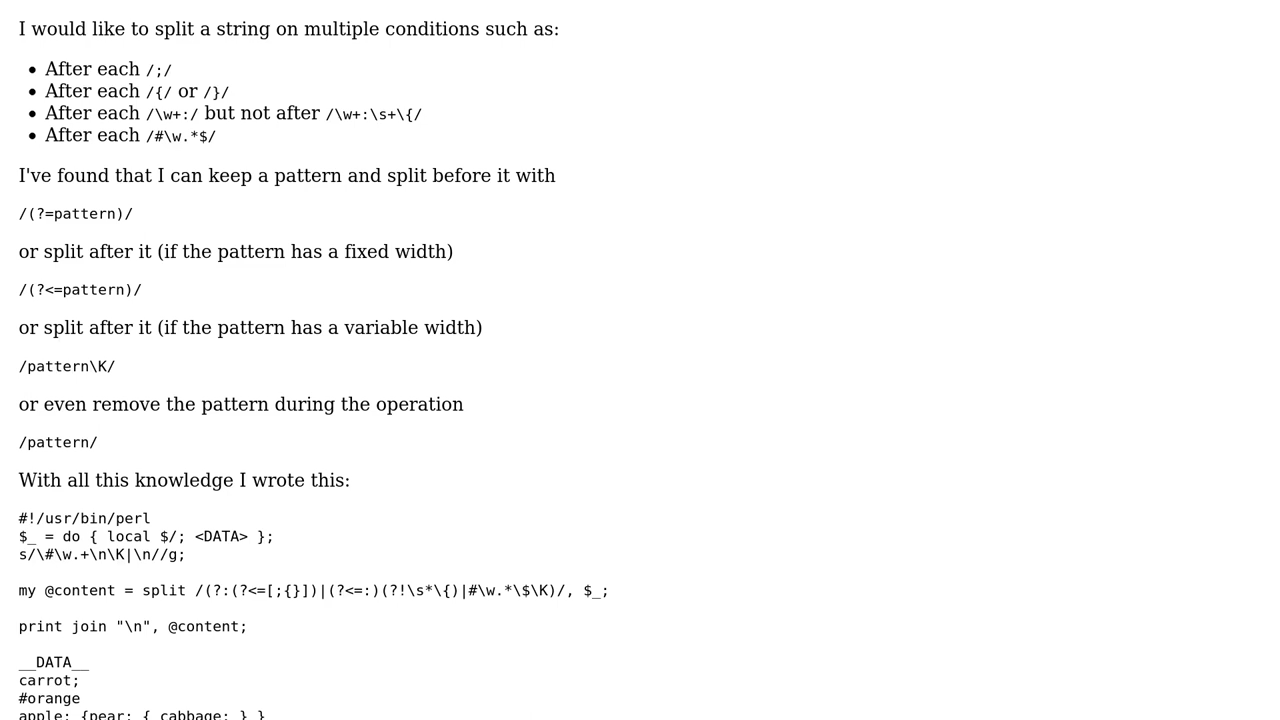 I would like to split a string on multiple conditions such as:
• After each /;/
• After each /{/ or /}/
• After each /\w+:/ but not after /\w+:\s+\{/
• After each /#\w.*$/
I've found that I can keep a pattern and split before it with
/(?=pattern)/
or split after it (if the pattern has a fixed width)
/(?<=pattern)/
or split after it (if the pattern has a variable width)
/pattern\K/
or even remove the pattern during the operation
/pattern/
With all this knowledge I wrote this:
#!/usr/bin/perl
$_ = do { local $/; <DATA> };
s/\#\w.+\n\K|\n//g;
my @content = split /(?:(?<=[;{}])|(?<=:)(?!\s*\{)|#\w.*\$\K)/, $_;
print join "\n", @content;
__DATA__
carrot;
#orange
apple: {pear: { cabbage; } }